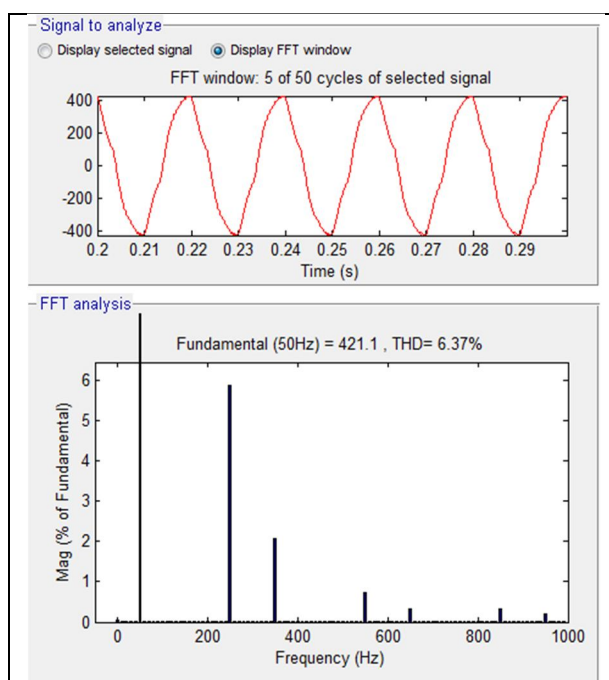 Signal to analyze
Display selected signal Display FFT window
FFT window: 5 of 50 cycles of selected signal
400
200
0
-200
-400
0.2 0.21 0.22 0.23 0.24 0.25 0.26 0.27 0.28 0.29
Time (s)
FFT analysis
Fundamental (50Hz) = 421.1 , THD= 6.37%
Mag (% of Fundamental)
6
5
4
3
2
1
0
0 200 400 600 800 1000
Frequency (Hz)